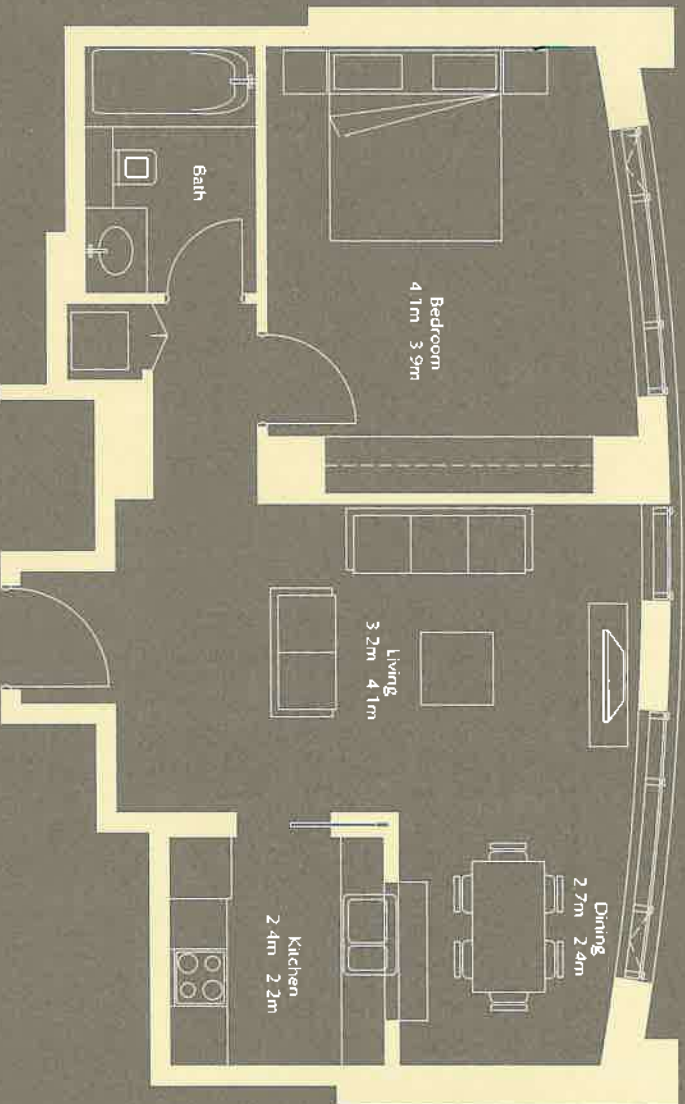 Bath
Bedroom
4 1m 3 9m
Living
3.2m 4.1m
Dining
2 7m 2 4m
Kitchen
2 4m 2 2m